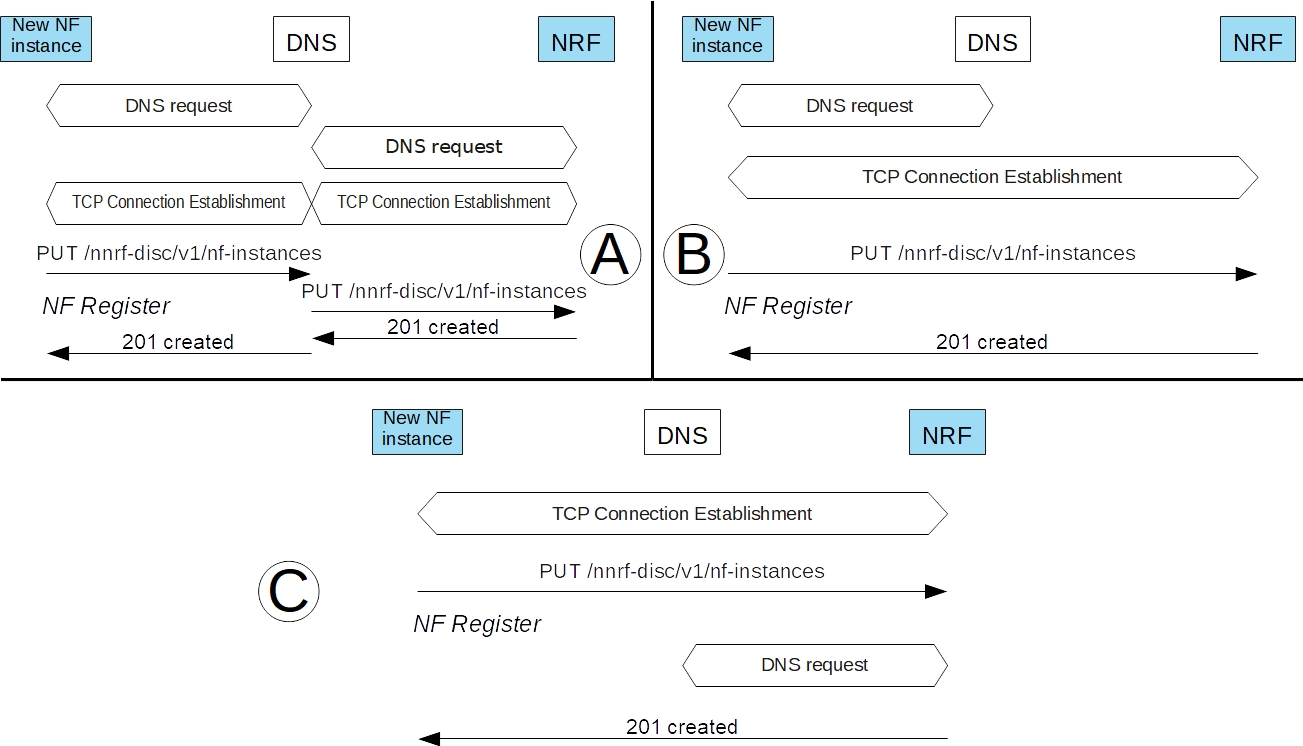 New NF
instance
DNS
NRF
DNS request
DNS request
TCP Connection Establishment
TCP Connection Establishment
PUT /nnrf-disc/v1/nf-instances
A
PUT /nnrf-disc/v1/nf-instances
NF Register
201 created
201 created
New NF
instance
DNS
NRF
DNS request
TCP Connection Establishment
B
PUT /nnrf-disc/v1/nf-instances
NF Register
201 created
New NF
instance
DNS
NRF
TCP Connection Establishment
C
PUT /nnrf-disc/v1/nf-instances
NF Register
DNS request
201 created